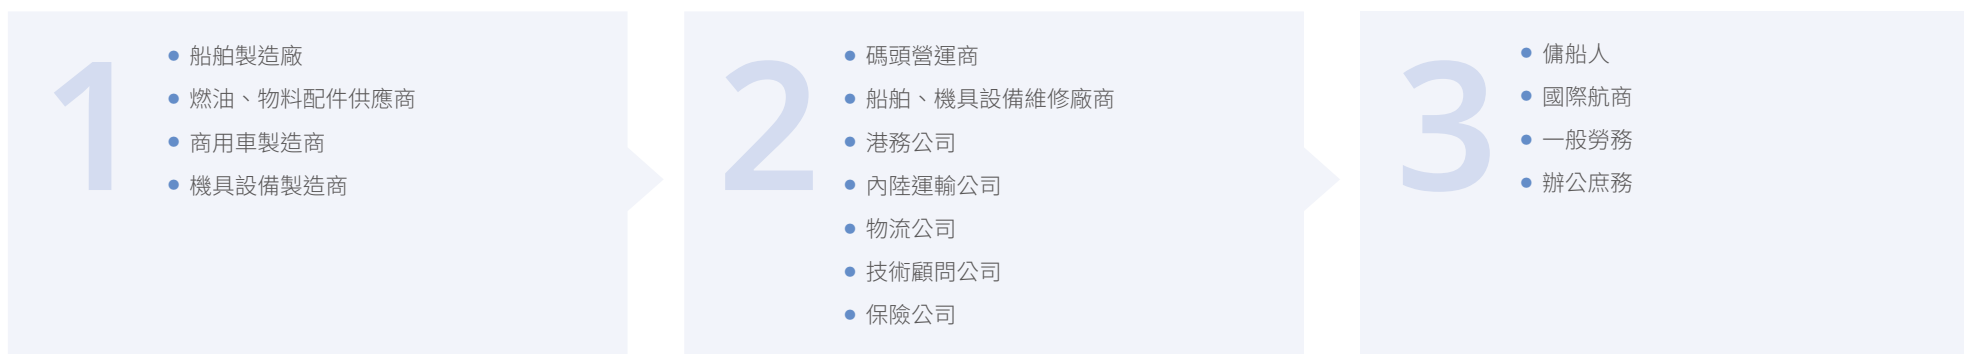 1
船舶製造廠
燃油、物料配件供應商
商用車製造商
機具設備製造商
2
碼頭營運商
船舶、機具設備維修廠商
港務公司
內陸運輸公司
物流公司
技術顧問公司
保險公司
3
傭船人
國際航商
一般勞務
辦公庶務